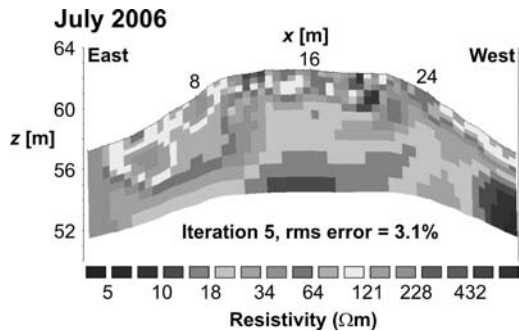 July 2006
64
East
x [m]
West
8
16
24
60
z [m]
56
52
Iteration 5, rms error = 3.1%
5 10 18 34 64 121 228 432
Resistivity (Ωm)